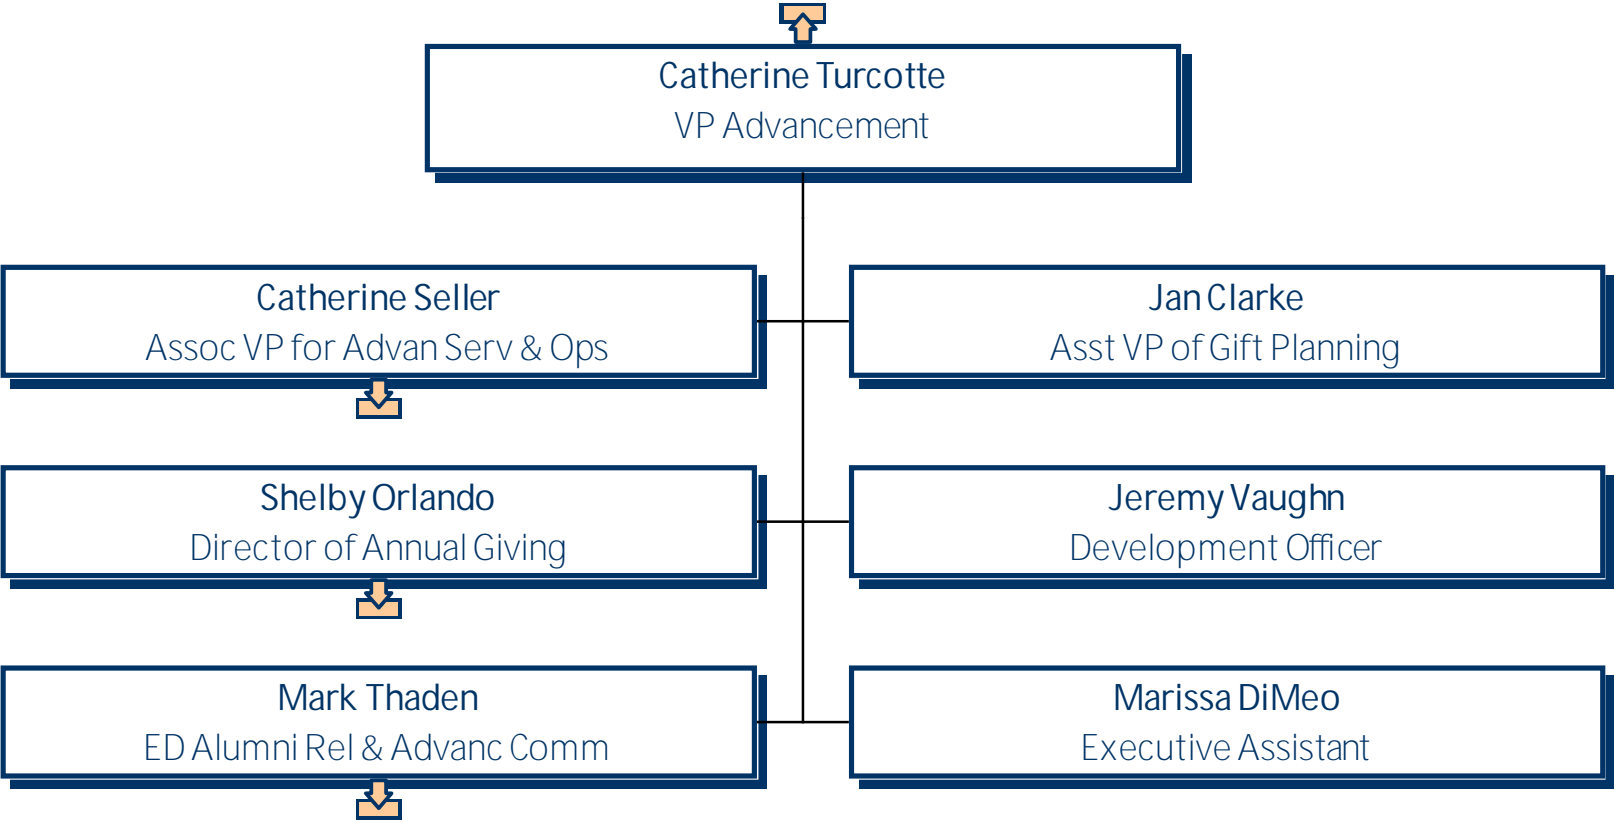 Catherine Turcotte
VP Advancement
Catherine Seller
Assoc VP for Advan Serv & Ops
Jan Clarke
Asst VP of Gift Planning
Shelby Orlando
Director of Annual Giving
Jeremy Vaughn
Development Officer
Mark Thaden
ED Alumni Rel & Advanc Comm
Marissa DiMeo
Executive Assistant